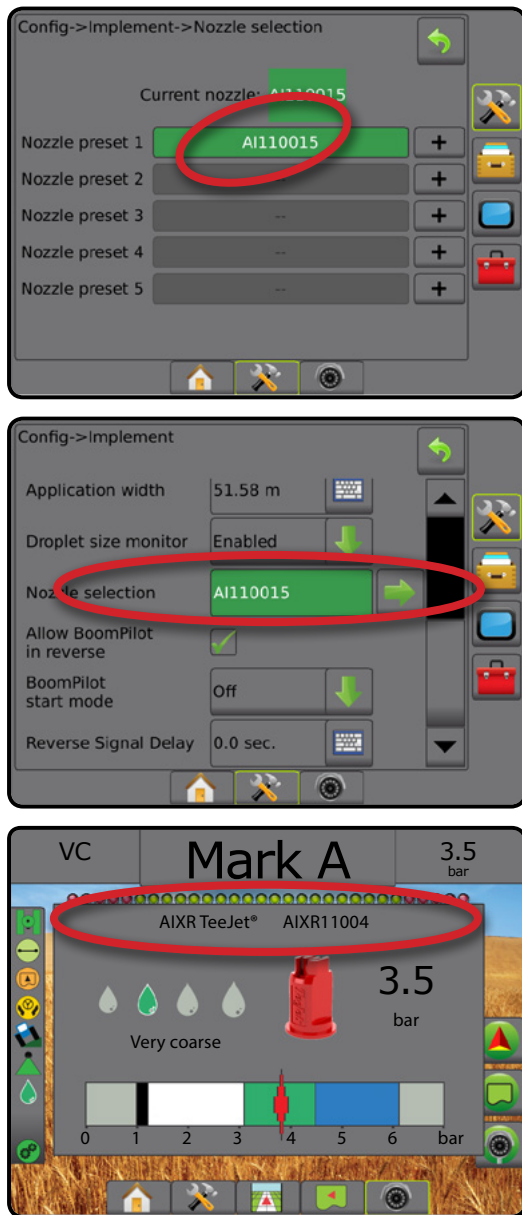 Config->Implement->Nozzle selection
Current nozzle: AI110015
Nozzle preset 1 AI110015 +
Nozzle preset 2 -- +
Nozzle preset 3 -- +
Nozzle preset 4 -- +
Nozzle preset 5 -- +
Config->Implement
Application width 51.58 m
Droplet size monitor Enabled
Nozzle selection AI110015
Allow BoomPilot
in reverse
BoomPilot
start mode Off
Reverse Signal Delay 0.0 sec.
VC Mark A 3.5
bar
AIXR TeeJet® AIXR11004
3.5
bar
Very coarse
0 1 2 3 4 5 6 bar